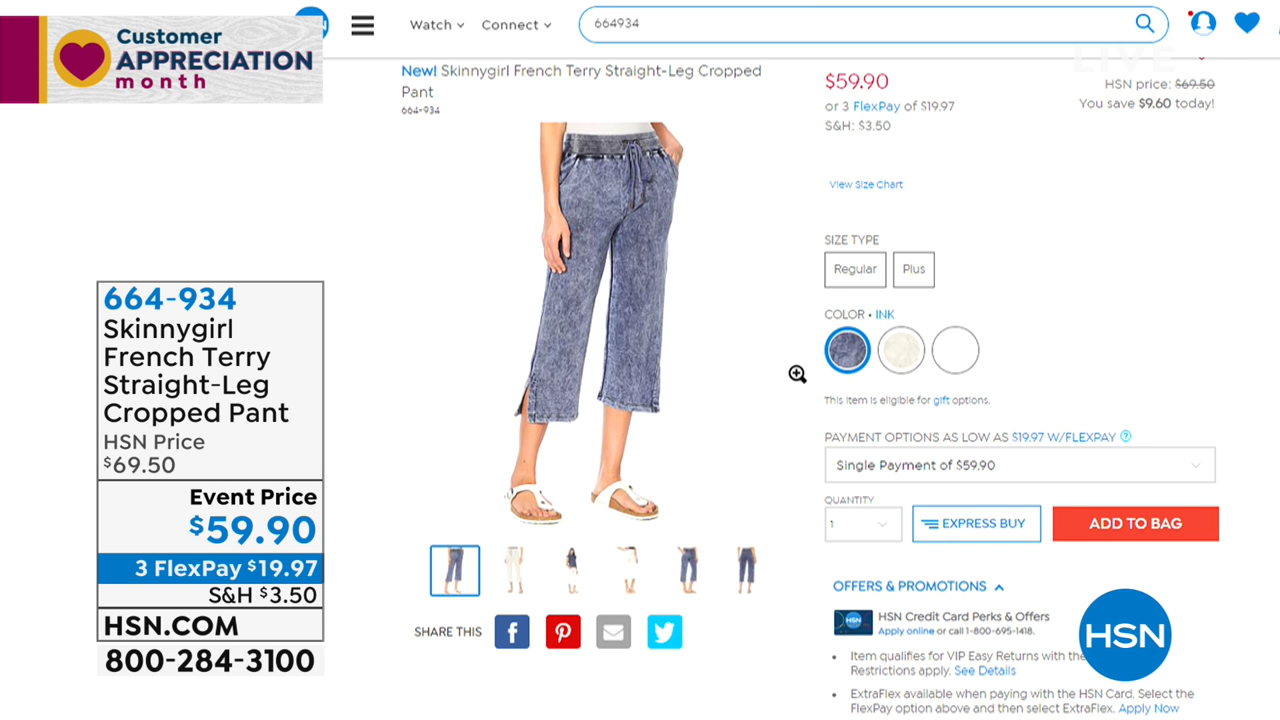 Customer
APPRECIATION
month
Watch
Connect
664934
LIVE
New! Skinnygirl French Terry Straight-Leg Cropped
Pant
664-934
$59.90
or 3 FlexPay of $19.97
S&H: $3.50
HSN price: $69.50
You save $9.60 today!
View Size Chart
SIZE TYPE
Regular
Plus
COLOR • INK
This item is eligible for gift options.
PAYMENT OPTIONS AS LOW AS $19.97 W/FLEXPAY ?
Single Payment of $59.90
QUANTITY
1
EXPRESS BUY
ADD TO BAG
OFFERS & PROMOTIONS
HSN
HSN Credit Card Perks & Offers
Apply online or call 1-800-695-1418.
• Item qualifies for VIP Easy Returns with the
Restrictions apply. See Details
• ExtraFlex available when paying with the HSN Card. Select the
FlexPay option above and then select ExtraFlex. Apply Now
SHARE THIS
HSN
664-934
Skinnygirl
French Terry
Straight-Leg
Cropped Pant
HSN Price
$69.50
Event Price
$59.90
3 FlexPay $19.97
S&H $3.50
HSN.COM
800-284-3100